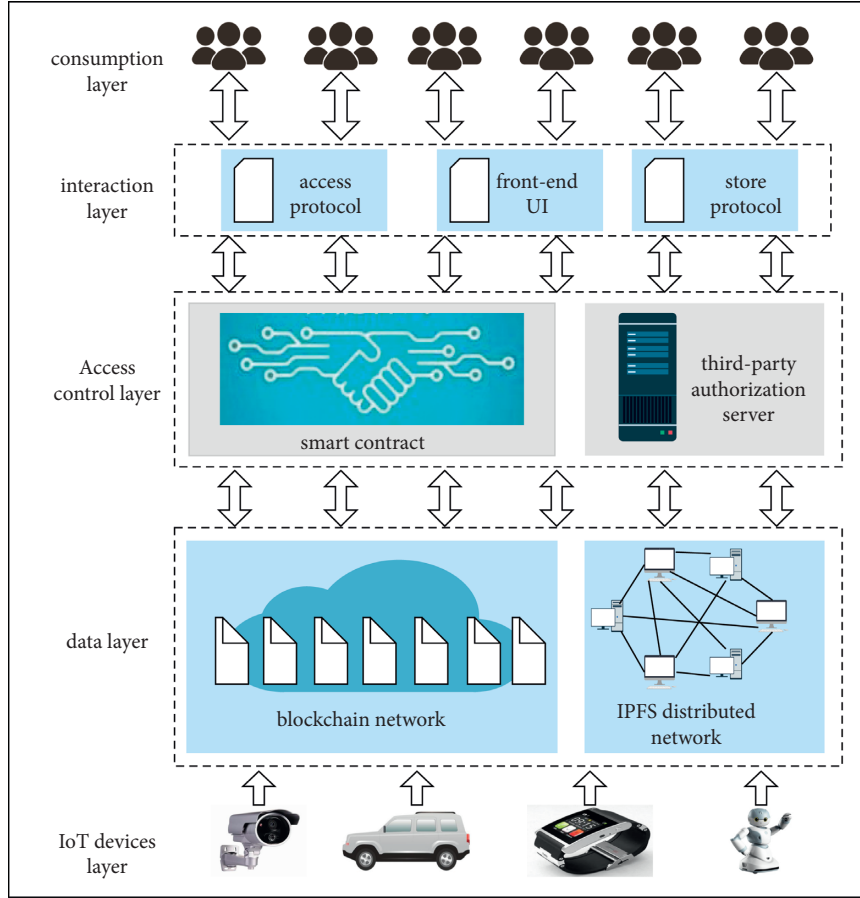 consumption
layer
interaction
layer
access
protocol
front-end
UI
store
protocol
Access
control layer
smart contract
third-party
authorization
server
data layer
blockchain network
IPFS distributed
network
IoT devices
layer